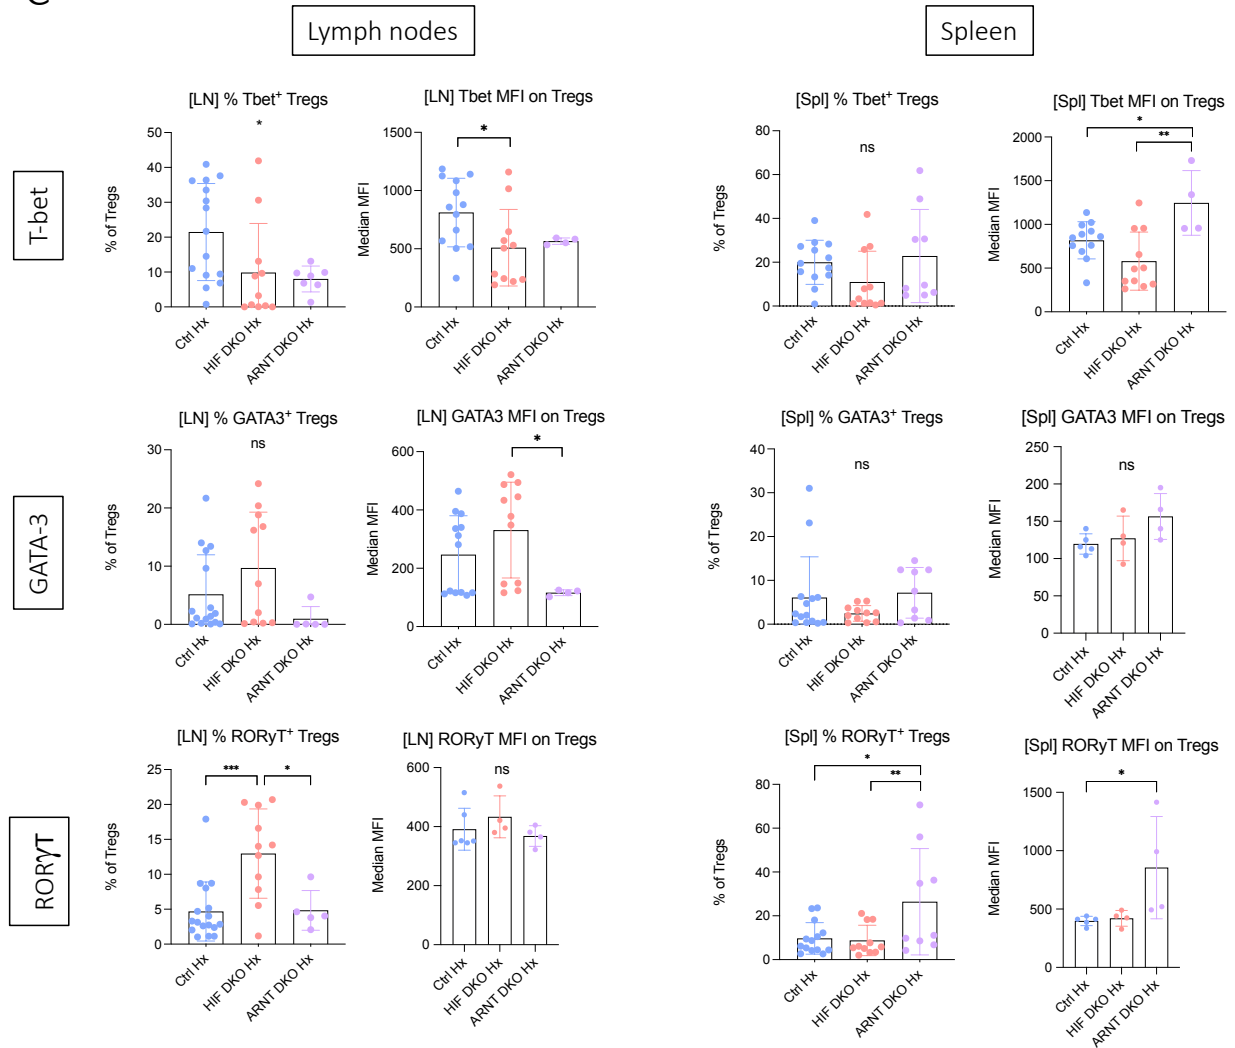 Lymph nodes
Spleen
T-bet
[LN] % Tbet+ Tregs
*
% of Tregs
50
40
30
20
10
0
Ctrl Hx
HIF DKO Hx
ARNT DKO Hx
[LN] Tbet MFI on Tregs
*
Median MFI
1500
1000
500
0
Ctrl Hx
HIF DKO Hx
ARNT DKO Hx
[Spl] % Tbet+ Tregs
ns
% of Tregs
80
60
40
20
0
Ctrl Hx
HIF DKO Hx
ARNT DKO Hx
[Spl] Tbet MFI on Tregs
*
**
Median MFI
2000
1500
1000
500
0
Ctrl Hx
HIF DKO Hx
ARNT DKO Hx
GATA-3
[LN] % GATA3+ Tregs
ns
% of Tregs
30
20
10
0
Ctrl Hx
HIF DKO Hx
ARNT DKO Hx
[LN] GATA3 MFI on Tregs
*
Median MFI
600
400
200
0
Ctrl Hx
HIF DKO Hx
ARNT DKO Hx
[Spl] % GATA3+ Tregs
ns
% of Tregs
40
30
20
10
0
Ctrl Hx
HIF DKO Hx
ARNT DKO Hx
[Spl] GATA3 MFI on Tregs
ns
Median MFI
250
200
150
100
50
0
Ctrl Hx
HIF DKO Hx
ARNT DKO Hx
RORγT
[LN] % RORyT+ Tregs
***
*
% of Tregs
25
20
15
10
5
0
Ctrl Hx
HIF DKO Hx
ARNT DKO Hx
[LN] RORyT MFI on Tregs
ns
Median MFI
600
400
200
0
Ctrl Hx
HIF DKO Hx
ARNT DKO Hx
[Spl] % RORyT+ Tregs
*
**
% of Tregs
80
60
40
20
0
Ctrl Hx
HIF DKO Hx
ARNT DKO Hx
[Spl] RORyT MFI on Tregs
*
Median MFI
1500
1000
500
0
Ctrl Hx
HIF DKO Hx
ARNT DKO Hx